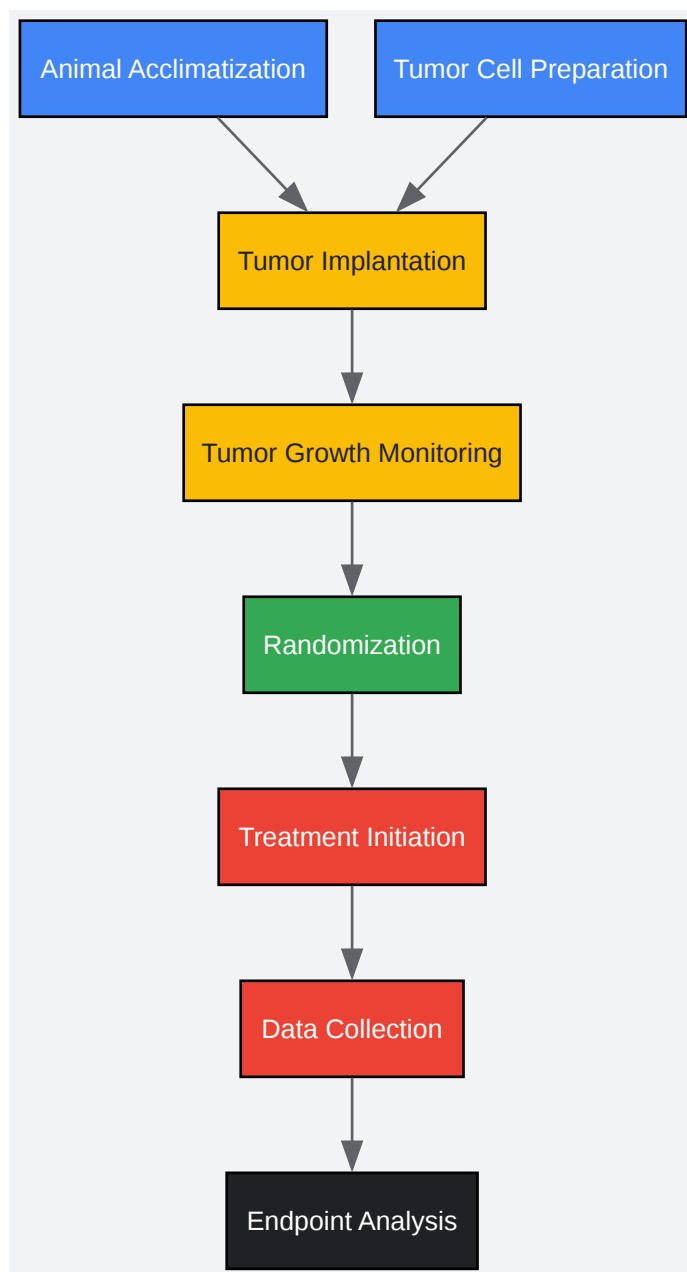 Animal Acclimatization
Tumor Cell Preparation
Tumor Implantation
Tumor Growth Monitoring
Randomization
Treatment Initiation
Data Collection
Endpoint Analysis